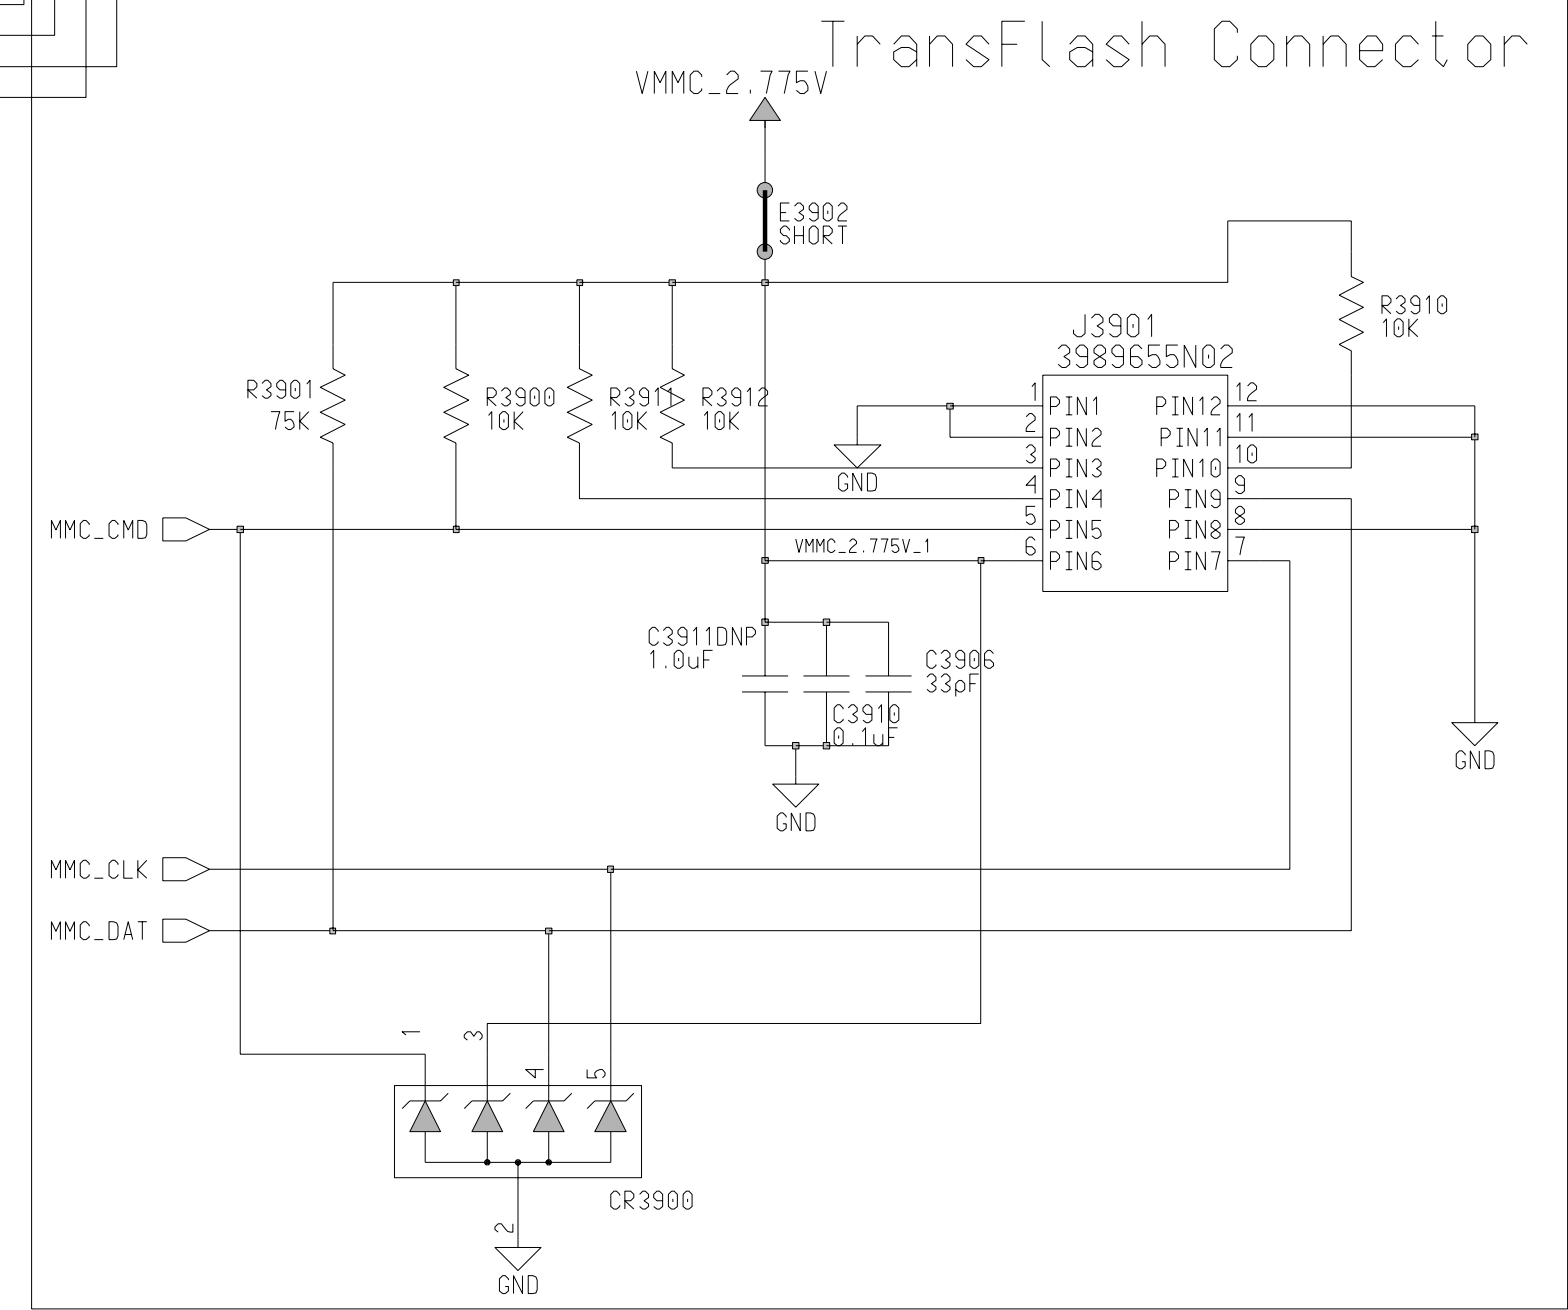 TransFlash Connector
VMMC_2.775V
E3902
SHORT
R3910
10K
J3901
3989655N02
R3901
75K
R3900
10K
R3911
10K
R3912
10K
1
PIN1
PIN12
12
2
PIN2
PIN11
11
3
PIN3
PIN10
10
4
PIN4
PIN9
9
5
PIN5
PIN8
8
6
PIN6
PIN7
7
GND
MMC_CMD
VMMC_2.775V_1
C3911DNP
1.0uF
C3906
33pF
C3910
0.1uF
GND
GND
MMC_CLK
MMC_DAT
1
3
4
5
CR3900
2
GND